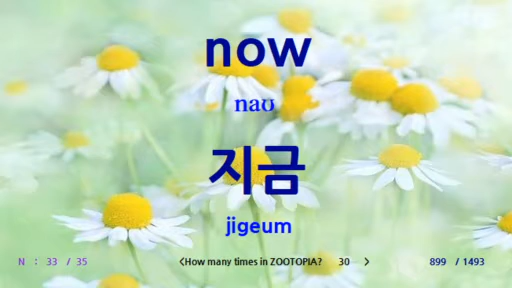 now
naʊ
지금
jigeum
N : 33 / 35 <How many times in ZOOTOPIA? 30 > 899 / 1493